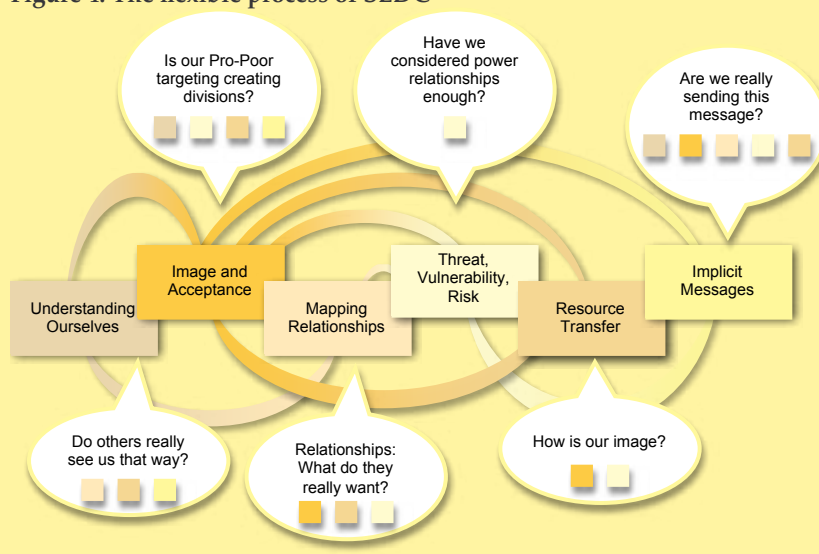 Figure 1. The flexible process of SLDC
Is our Pro-Poor
targeting creating
divisions?
Have we
considered power
relationships
enough?
Are we really
sending this
message?
Understanding
Ourselves
Image and
Acceptance
Mapping
Relationships
Threat,
Vulnerability,
Risk
Resource
Transfer
Implicit
Messages
Do others really
see us that way?
Relationships:
What do they
really want?
How is our image?